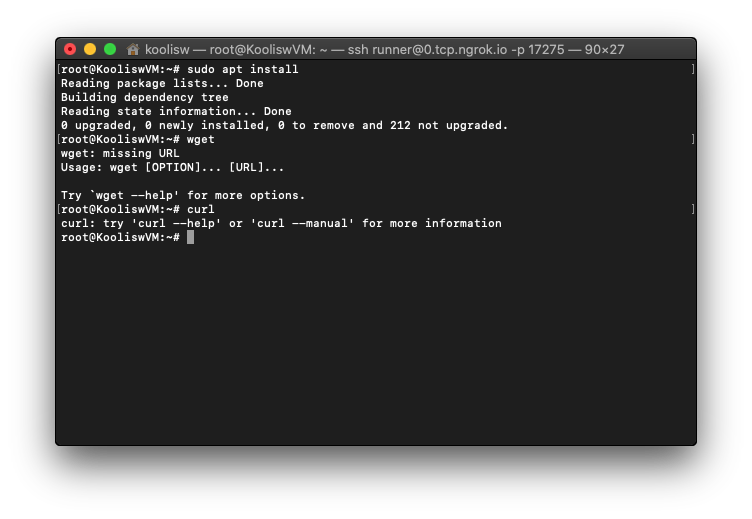 koolisw — root@KooliswVM: ~ — ssh runner@0.tcp.ngrok.io -p 17275 — 90×27
[root@KooliswVM:~# sudo apt install ]
Reading package lists... Done
Building dependency tree
Reading state information... Done
0 upgraded, 0 newly installed, 0 to remove and 212 not upgraded.
[root@KooliswVM:~# wget ]
wget: missing URL
Usage: wget [OPTION]... [URL]...
Try `wget --help' for more options.
[root@KooliswVM:~# curl ]
curl: try 'curl --help' or 'curl --manual' for more information
root@KooliswVM:~#